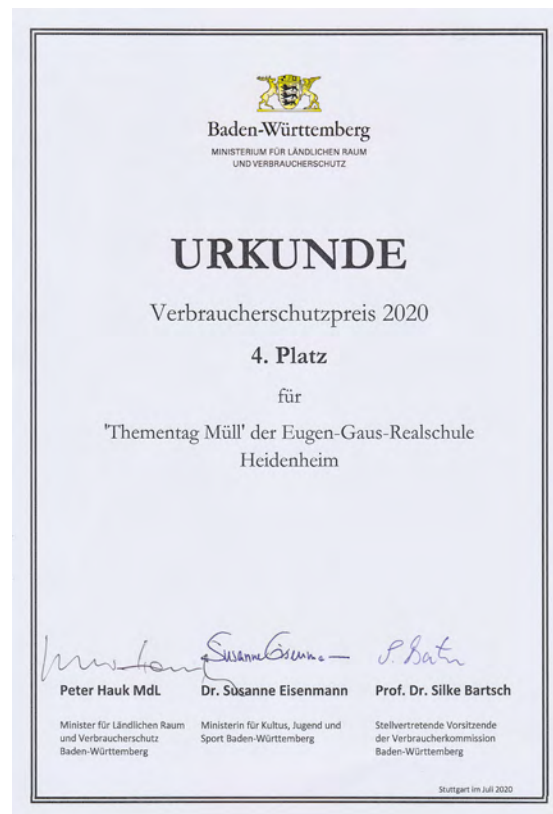 Baden-Württemberg
MINISTERIUM FÜR LÄNDLICHEN RAUM
UND VERBRAUCHERSCHUTZ
URKUNDE
Verbraucherschutzpreis 2020
4. Platz
für
'Thementag Müll' der Eugen-Gaus-Realschule
Heidenheim
Susanne Eisenm
S. Bartsch
Peter Hauk MdL
Minister für Ländlichen Raum
und Verbraucherschutz
Baden-Württemberg
Dr. Susanne Eisenmann
Ministerin für Kultus, Jugend und
Sport Baden-Württemberg
Prof. Dr. Silke Bartsch
Stellvertretende Vorsitzende
der Verbraucherkommission
Baden-Württemberg
Stuttgart im Juli 2020